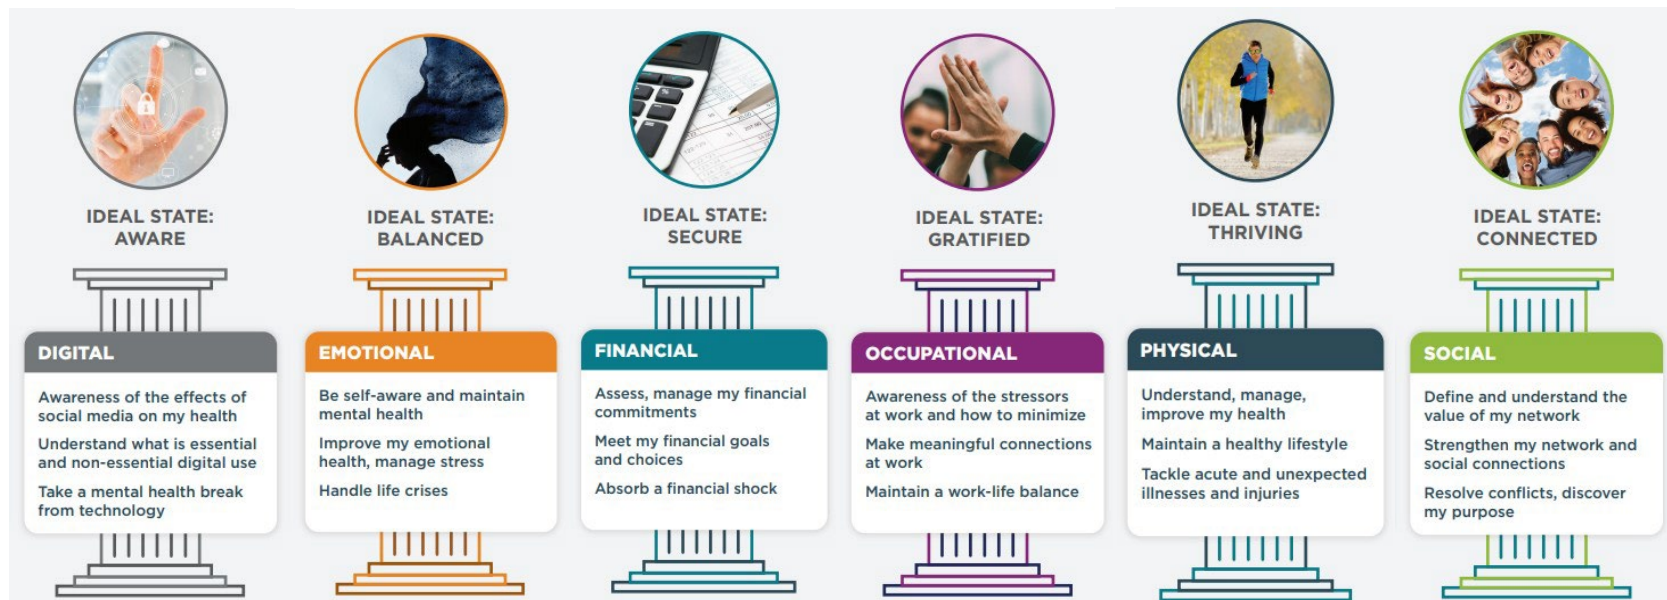 IDEAL STATE:
AWARE
DIGITAL
Awareness of the effects of
social media on my health
Understand what is essential
and non-essential digital use
Take a mental health break
from technology
IDEAL STATE:
BALANCED
EMOTIONAL
Be self-aware and maintain
mental health
Improve my emotional
health, manage stress
Handle life crises
IDEAL STATE:
SECURE
FINANCIAL
Assess, manage my financial
commitments
Meet my financial goals
and choices
Absorb a financial shock
IDEAL STATE:
GRATIFIED
OCCUPATIONAL
Awareness of the stressors
at work and how to minimize
Make meaningful connections
at work
Maintain a work-life balance
IDEAL STATE:
THRIVING
PHYSICAL
Understand, manage,
improve my health
Maintain a healthy lifestyle
Tackle acute and unexpected
illnesses and injuries
IDEAL STATE:
CONNECTED
SOCIAL
Define and understand the
value of my network
Strengthen my network and
social connections
Resolve conflicts, discover
my purpose